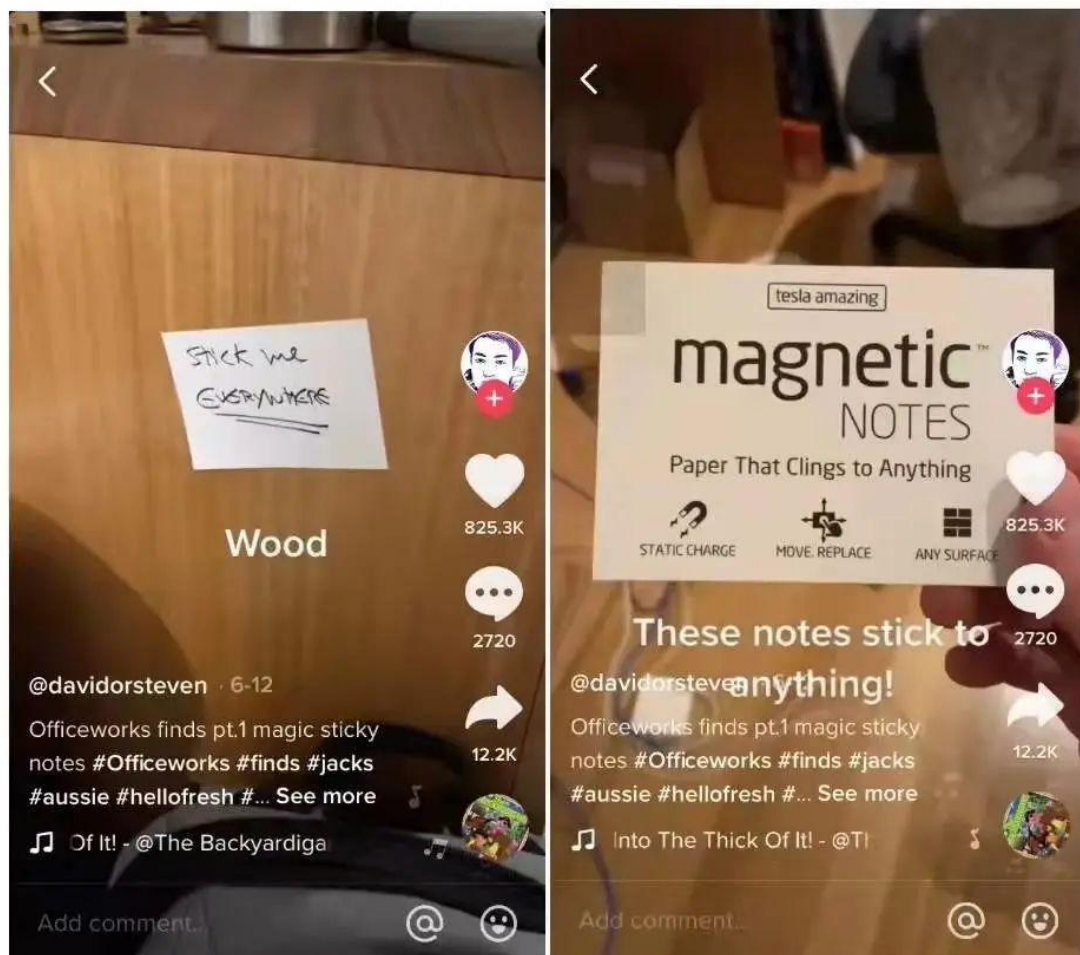 stick me
EVERYWHERE
Wood
825.3K
2720
@davidorsteven · 6-12
Officeworks finds pt.1 magic sticky
notes #Officeworks #finds #jacks
12.2K
#aussie #hellofresh #... See more
Of It! - @The Backyardiga
Add comment...
tesla amazing
magnetic™
NOTES
Paper That Clings to Anything
STATIC CHARGE
MOVE. REPLACE
ANY SURFACE
825.3K
These notes stick to
anything!
2720
@davidorsteven
Officeworks finds pt.1 magic sticky
notes #Officeworks #finds #jacks
12.2K
#aussie #hellofresh #... See more
Into The Thick Of It! - @Th
Add comment...